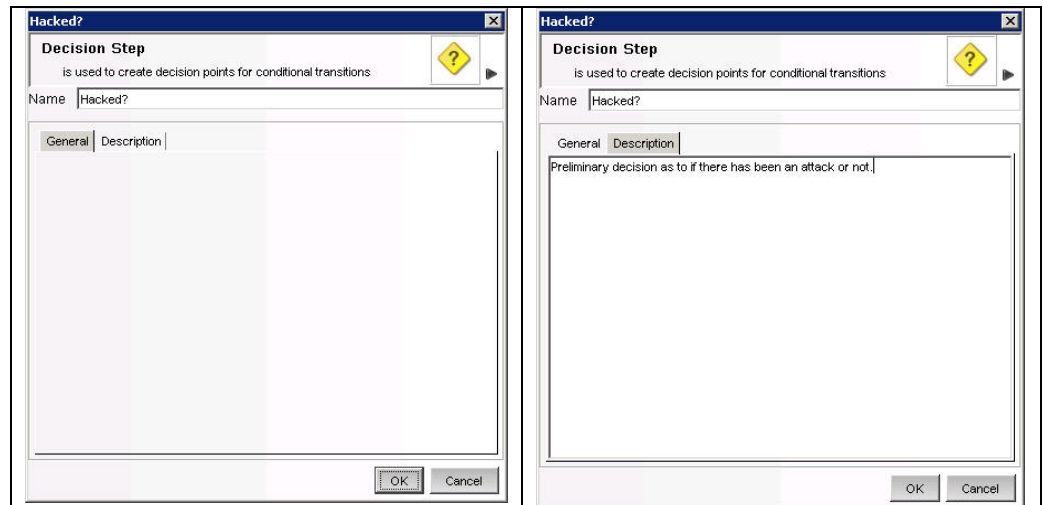 Hacked?
Decision Step
is used to create decision points for conditional transitions
?
Name Hacked?
General Description
OK Cancel
Hacked?
Decision Step
is used to create decision points for conditional transitions
?
Name Hacked?
General Description
Preliminary decision as to if there has been an attack or not.
OK Cancel